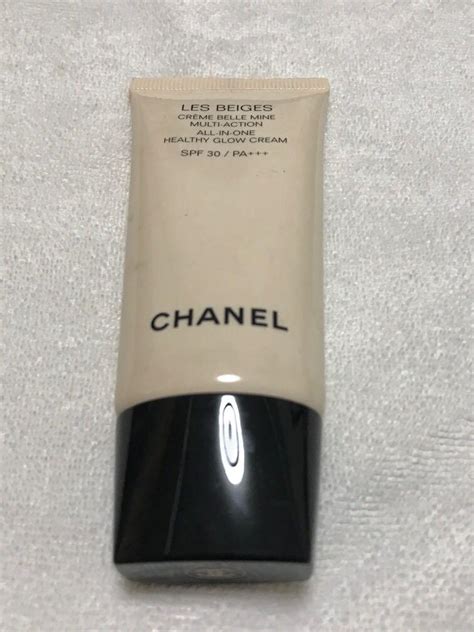 LES BEIGES
CRÈME BELLE MINE
MULTI-ACTION
ALL-IN-ONE
HEALTHY GLOW CREAM
SPF 30 / PA+++
CHANEL